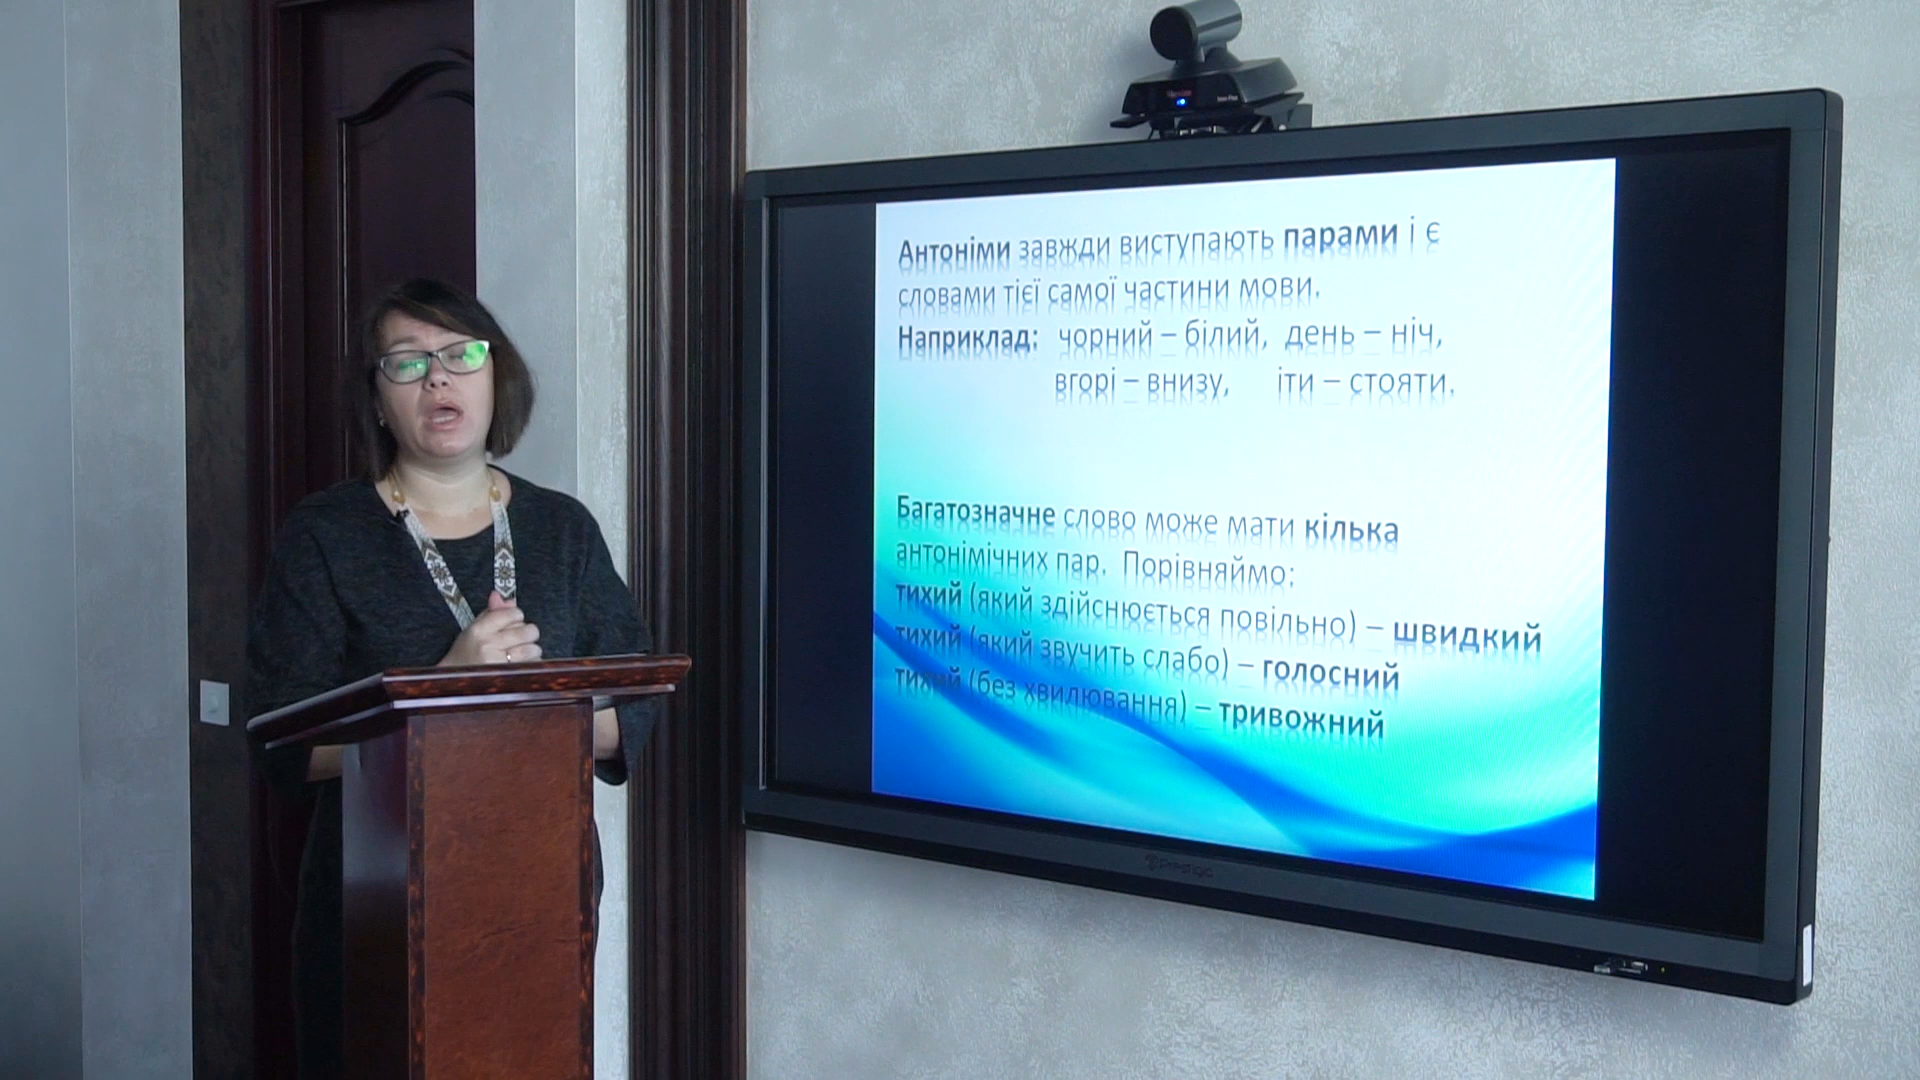 Антоніми завжди виступають парами і є
словами тієї самої частини мови.
Наприклад: чорний – білий, день – ніч,
вгорі – внизу, іти – стояти.
Багатозначне слово може мати кілька
антонімічних пар. Порівняймо:
тихий (який здійснюється повільно) – швидкий
тихий (який звучить слабо) – голосний
тихий (без хвилювання) – тривожний
Prestigio